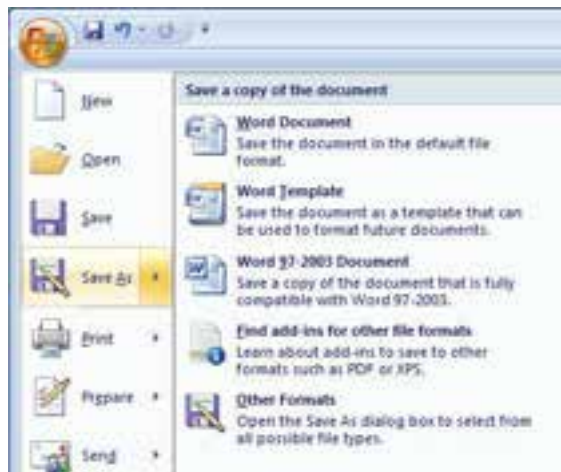 New
Open
Save
Save As
Print
Prepare
Send
Save a copy of the document
Word Document
Save the document in the default file
format.
Word Template
Save the document as a template that can
be used to format future documents.
Word 97-2003 Document
Save a copy of the document that is fully
compatible with Word 97-2003.
Find add-ins for other file formats
Learn about add-ins to save to other
formats such as PDF or XPS.
Other Formats
Open the Save As dialog box to select from
all possible file types.